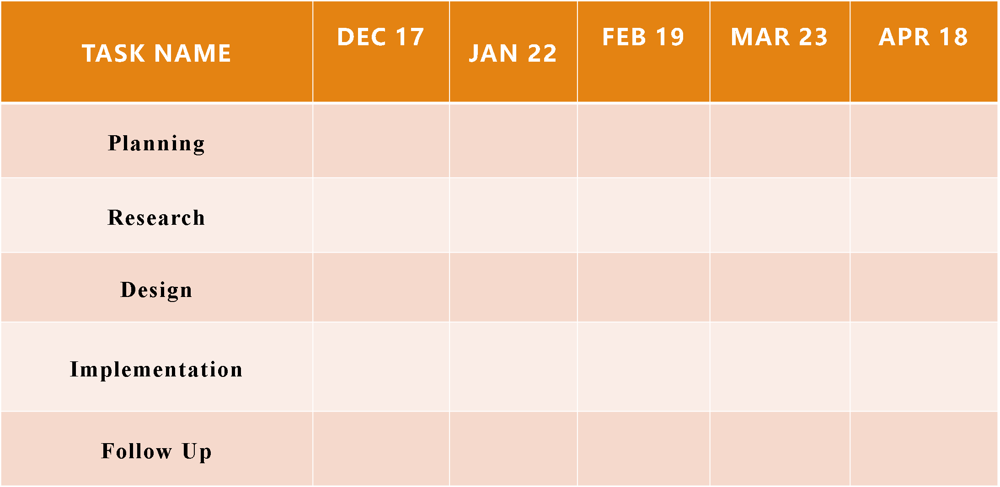 TASK NAME
DEC 17
JAN 22
FEB 19
MAR 23
APR 18
Planning
Research
Design
Implementation
Follow Up